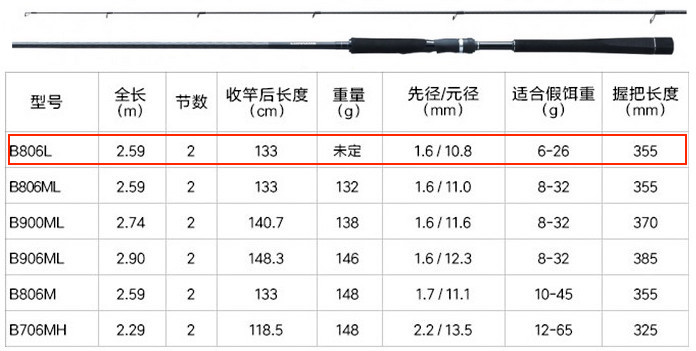 型号 全长 (m) 节数 收竿后长度 (cm) 重量 (g) 先径/元径 (mm) 适合假饵重 (g) 握把长度 (mm)
B806L 2.59 2 133 未定 1.6/10.8 6-26 355
B806ML 2.59 2 133 132 1.6/11.0 8-32 355
B900ML 2.74 2 140.7 138 1.6/11.6 8-32 370
B906ML 2.90 2 148.3 146 1.6/12.3 8-32 385
B806M 2.59 2 133 148 1.7/11.1 10-45 355
B706MH 2.29 2 118.5 148 2.2/13.5 12-65 325